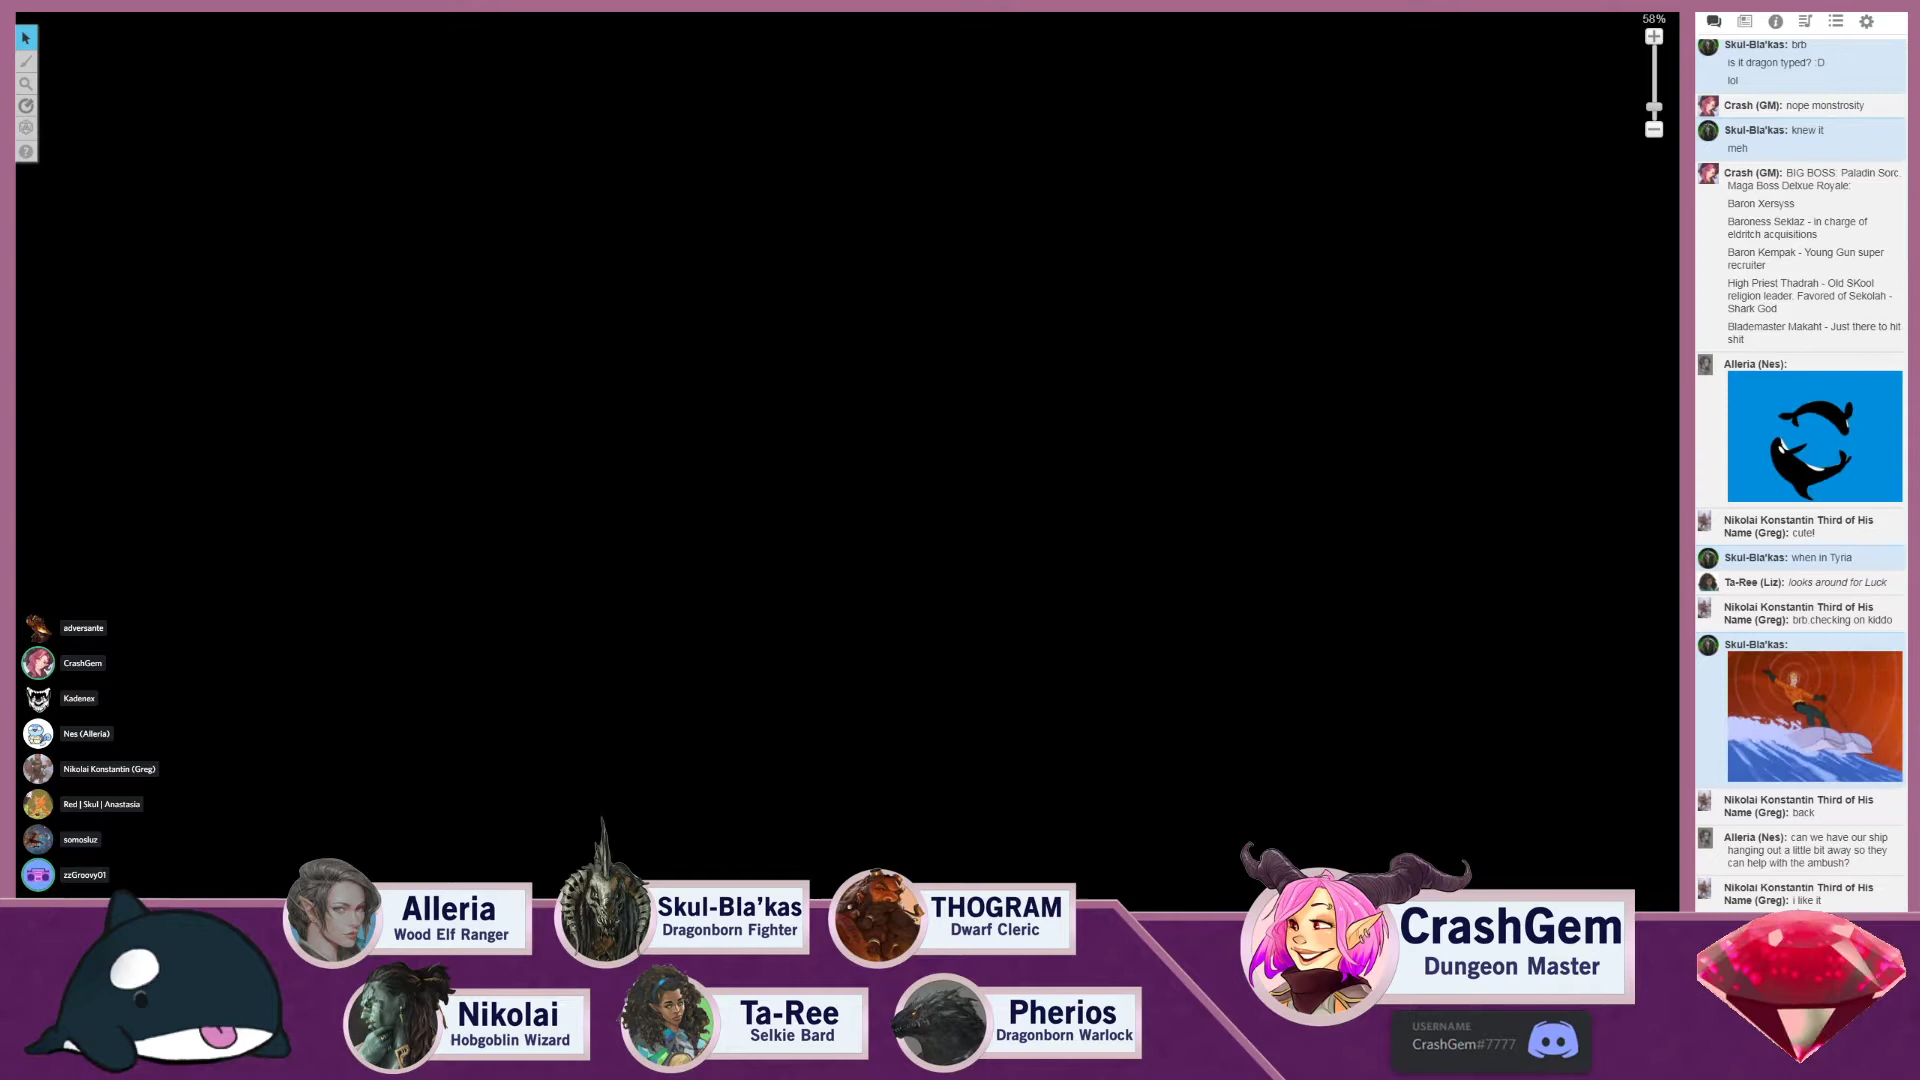 58%
Skul-Bla'kas: brb
is it dragon typed? :D
lol
Crash (GM): nope monstrosity
Skul-Bla'kas: knew it
meh
Crash (GM): BIG BOSS: Paladin Sorc.
Maga Boss Delxue Royale:
Baron Xersyss
Baroness Seklaz - in charge of
eldritch acquisitions
Baron Kempak - Young Gun super
recruiter
High Priest Thadrah - Old SKool
religion leader. Favored of Sekolah -
Shark God
Blademaster Makaht - Just there to hit
shit
Alleria (Nes):
Nikolai Konstantin Third of His
Name (Greg): cute!
Skul-Bla'kas: when in Tyria
Ta-Ree (Liz): looks around for Luck
Nikolai Konstantin Third of His
Name (Greg): brb checking on kiddo
Skul-Bla'kas:
Nikolai Konstantin Third of His
Name (Greg): back
Alleria (Nes): can we have our ship
hanging out a little bit away so they
can help with the ambush?
Nikolai Konstantin Third of His
Name (Greg): i like it
adversante
CrashGem
Kadenex
Nes (Alleria)
Nikolai Konstantin (Greg)
Red | Skul | Anastasia
somosluz
zzGroovy01
Alleria
Wood Elf Ranger
Skul-Bla'kas
Dragonborn Fighter
THOGRAM
Dwarf Cleric
Nikolai
Hobgoblin Wizard
Ta-Ree
Selkie Bard
Pherios
Dragonborn Warlock
CrashGem
Dungeon Master
USERNAME
CrashGem#7777